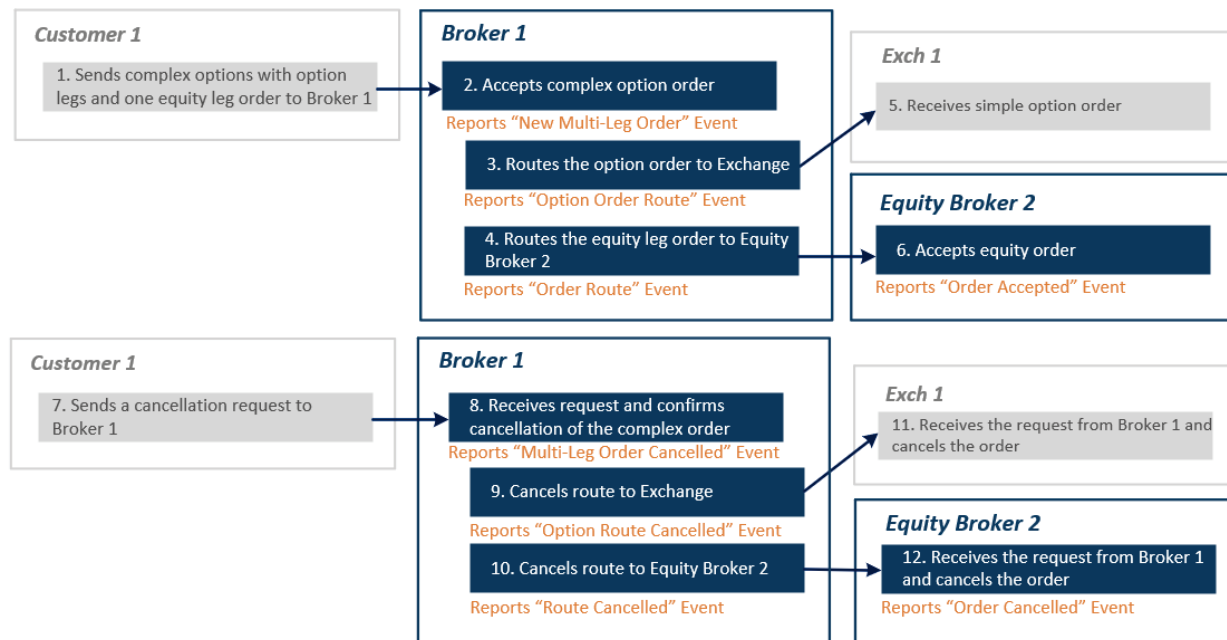 Customer 1
1. Sends complex options with option
legs and one equity leg order to Broker 1
Broker 1
2. Accepts complex option order
Reports “New Multi-Leg Order” Event
3. Routes the option order to Exchange
Reports “Option Order Route” Event
4. Routes the equity leg order to Equity
Broker 2
Reports “Order Route” Event
Exch 1
5. Receives simple option order
Equity Broker 2
6. Accepts equity order
Reports “Order Accepted” Event
Customer 1
7. Sends a cancellation request to
Broker 1
Broker 1
8. Receives request and confirms
cancellation of the complex order
Reports “Multi-Leg Order Cancelled” Event
9. Cancels route to Exchange
Reports “Option Route Cancelled” Event
10. Cancels route to Equity Broker 2
Reports “Route Cancelled” Event
Exch 1
11. Receives the request from Broker 1 and
cancels the order
Equity Broker 2
12. Receives the request from Broker 1
and cancels the order
Reports “Order Cancelled” Event